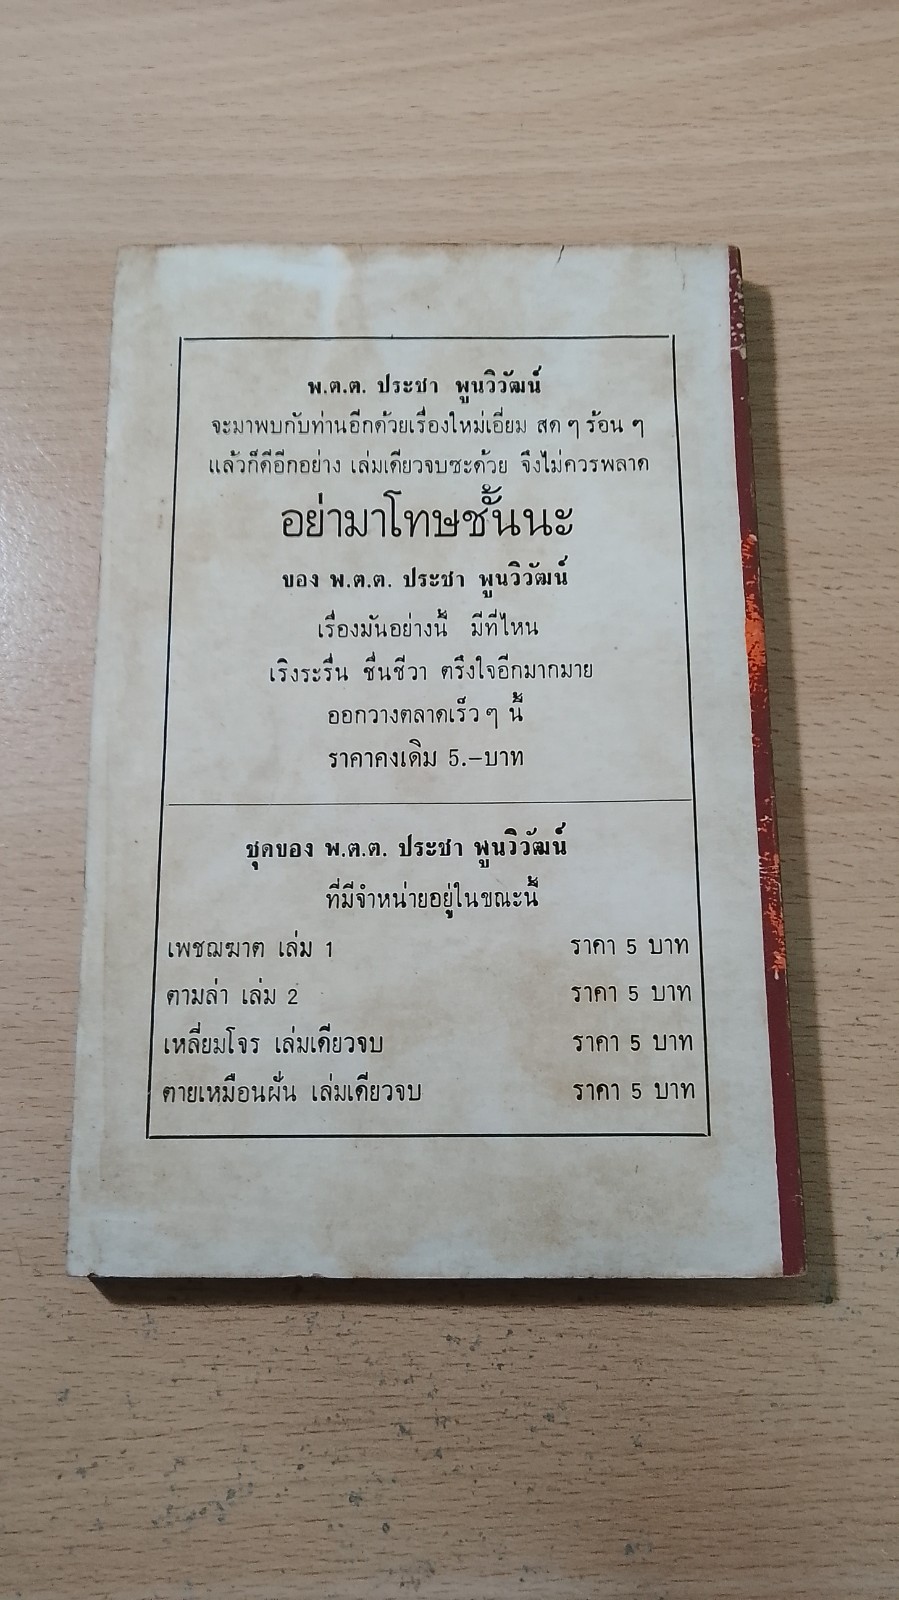 พ.ต.ต. ประชา พูนวิวัฒน์
จะมาพบกับท่านอีกด้วยเรื่องใหม่เอี่ยม สด ๆ ร้อน ๆ
แล้วก็ดีอีกอย่าง เล่มเดียวจบซะด้วย จึงไม่ควรพลาด
อย่ามาโทษชั้นนะ
ของ พ.ต.ต. ประชา พูนวิวัฒน์
เรื่องมันอย่างนี้ มีที่ไหน
เริงระรื่น ชื่นชีวา ตรึงใจอีกมากมาย
ออกวางตลาดเร็ว ๆ นี้
ราคาคงเดิม 5.-บาท
ชุดของ พ.ต.ต. ประชา พูนวิวัฒน์
ที่มีจำหน่ายอยู่ในขณะนี้
เพชฌฆาต เล่ม 1 ราคา 5 บาท
ตามล่า เล่ม 2 ราคา 5 บาท
เหลี่ยมโจร เล่มเดียวจบ ราคา 5 บาท
ตายเหมือนฝัน เล่มเดียวจบ ราคา 5 บาท